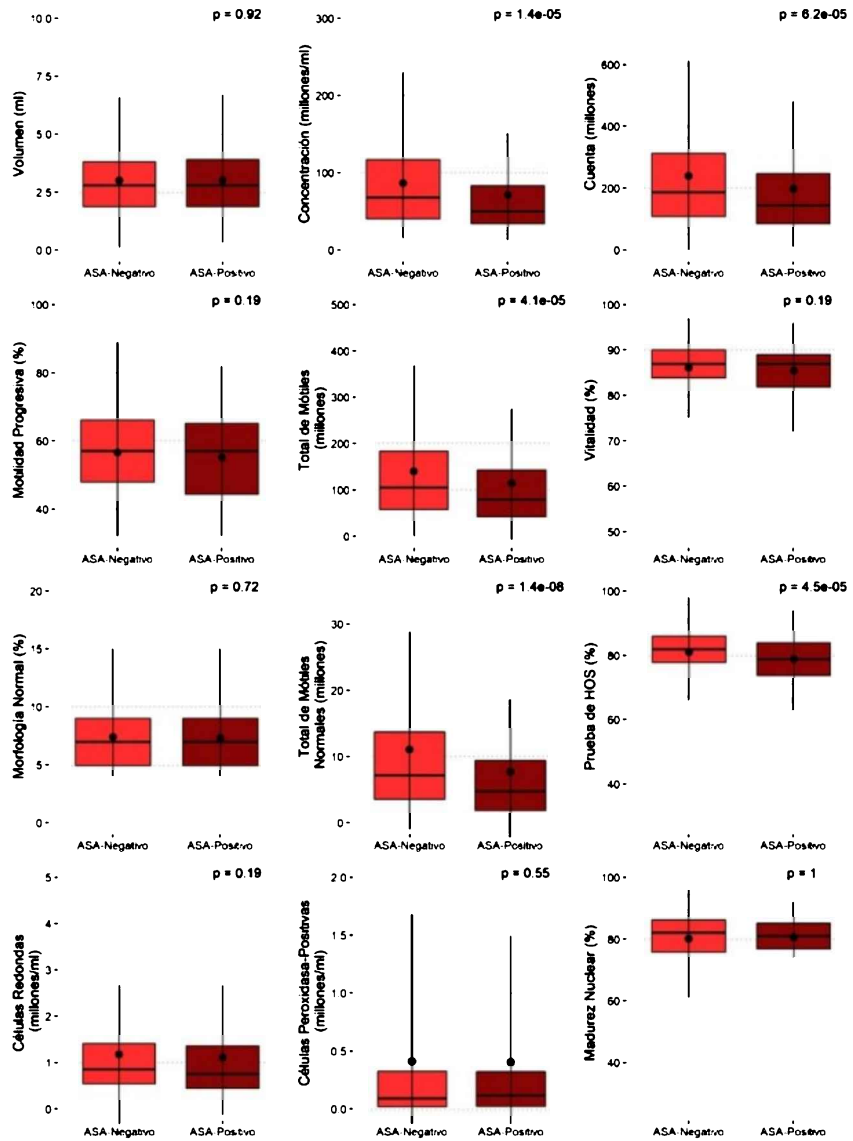 p = 0.92
Volumen (ml)
10 0
7.5
5 0
2.5
0 0
ASA-Negativo ASA-Positivo
p = 1.4e-05
Concentración (millones/ml)
300
200
100
0
ASA-Negativo ASA-Positivo
p = 6.2e-05
Cuenta (millones)
600
400
200
0
ASA-Negativo ASA-Positivo
p = 0.19
Motilidad Progresiva (%)
100
80
60
40
ASA-Negativo ASA-Positivo
p = 4.1e-05
Total de Mótiles
(millones)
500
400
300
200
100
0
ASA-Negativo ASA-Positivo
p = 0.19
Vitalidad (%)
100
90
80
70
60
50
ASA-Negativo ASA-Positivo
p = 0.72
Morfología Normal (%)
20
15
10
5
0
ASA-Negativo ASA-Positivo
p = 1.4e-08
Total de Mótiles
Normales (millones)
30
20
10
0
ASA-Negativo ASA-Positivo
p = 4.5e-05
Prueba de HOS (%)
100
80
60
40
ASA-Negativo ASA-Positivo
p = 0.19
Células Redondas
(millones/ml)
5
4
3
2
1
0
ASA-Negativo ASA-Positivo
p = 0.55
Células Peroxidasa-Positivas
(millones/ml)
2 0
1.5
1.0
0.5
0.0
ASA-Negativo ASA-Positivo
p = 1
Madurez Nuclear (%)
100
80
60
40
ASA-Negativo ASA-Positivo